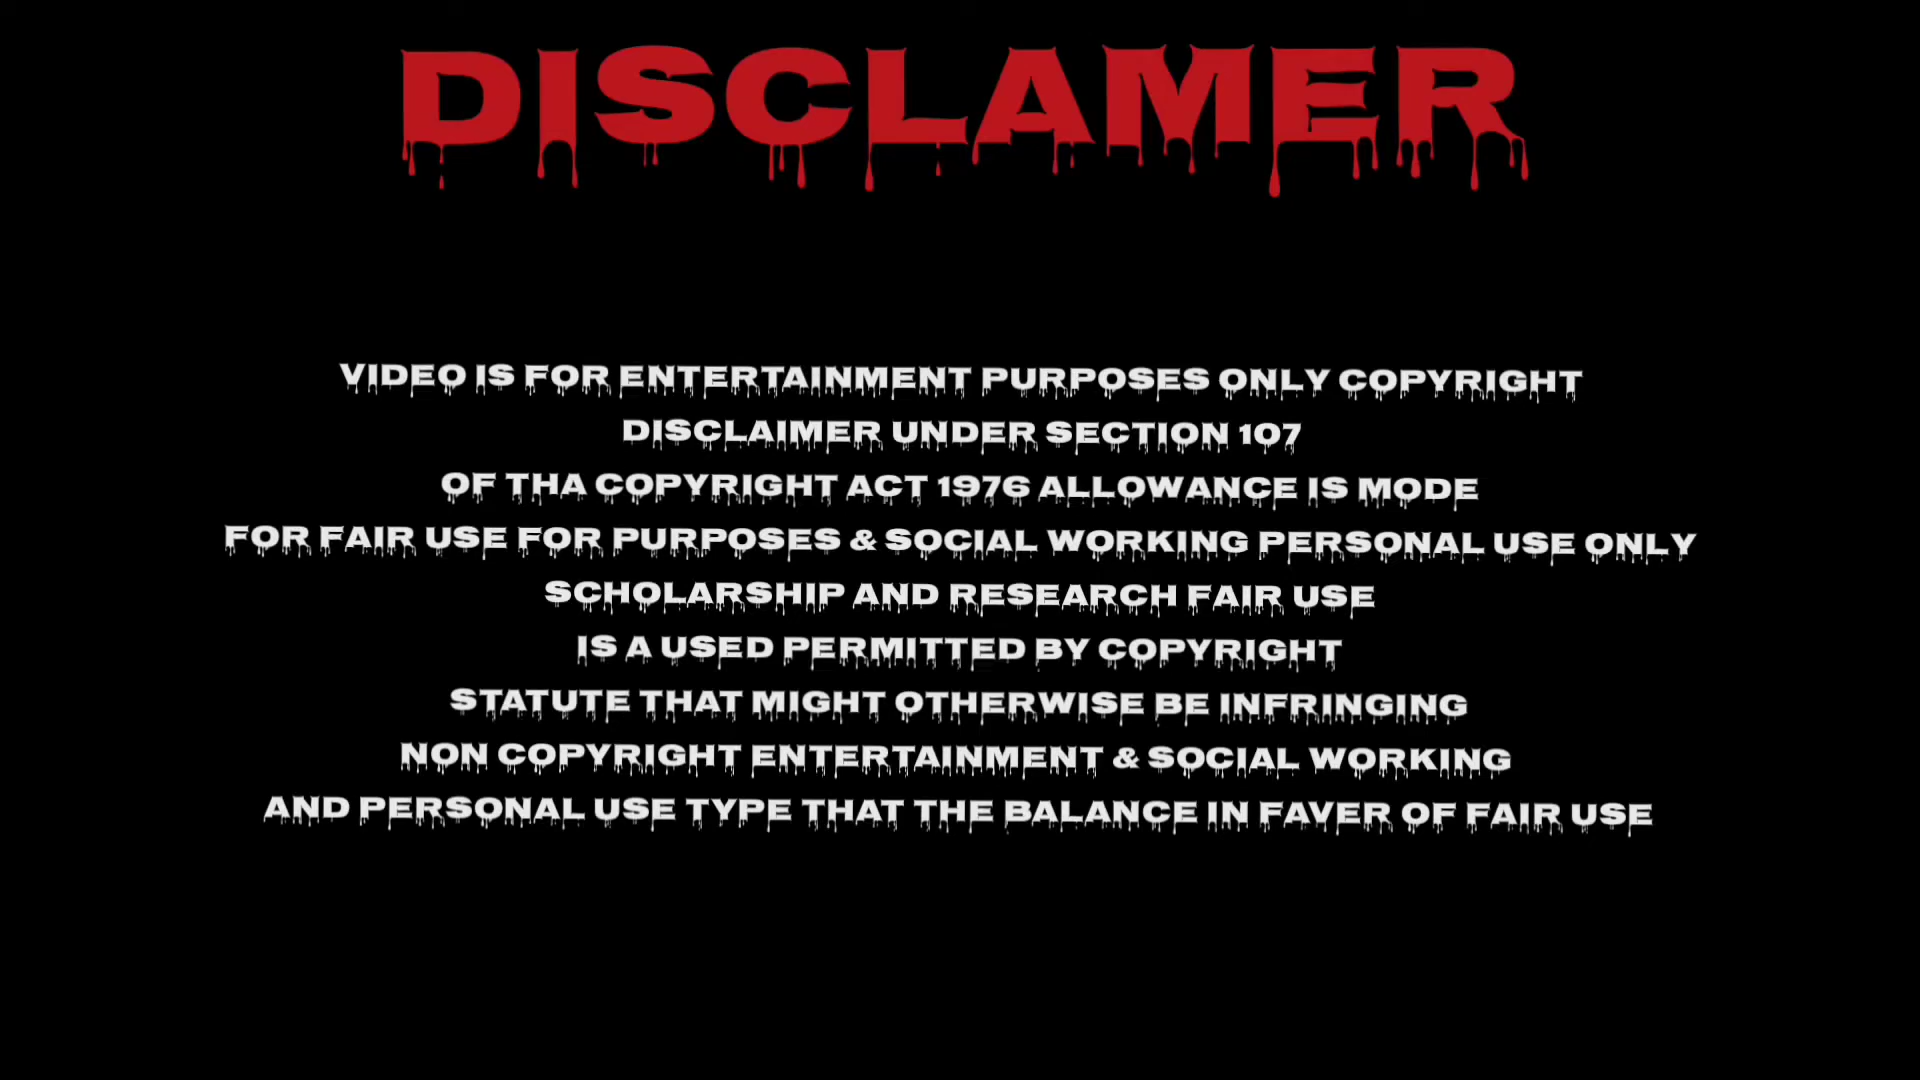 DISCLAMER
VIDEO IS FOR ENTERTAINMENT PURPOSES ONLY COPYRIGHT
DISCLAIMER UNDER SECTION 107
OF THA COPYRIGHT ACT 1976 ALLOWANCE IS MODE
FOR FAIR USE FOR PURPOSES & SOCIAL WORKING PERSONAL USE ONLY
SCHOLARSHIP AND RESEARCH FAIR USE
IS A USED PERMITTED BY COPYRIGHT
STATUTE THAT MIGHT OTHERWISE BE INFRINGING
NON COPYRIGHT ENTERTAINMENT & SOCIAL WORKING
AND PERSONAL USE TYPE THAT THE BALANCE IN FAVER OF FAIR USE